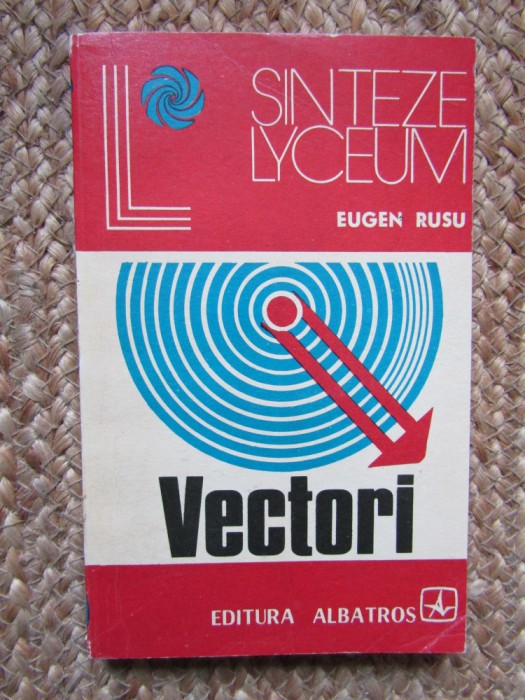 SINTEZE
LYCEUM
EUGEN RUSU
Vectori
EDITURA ALBATROS